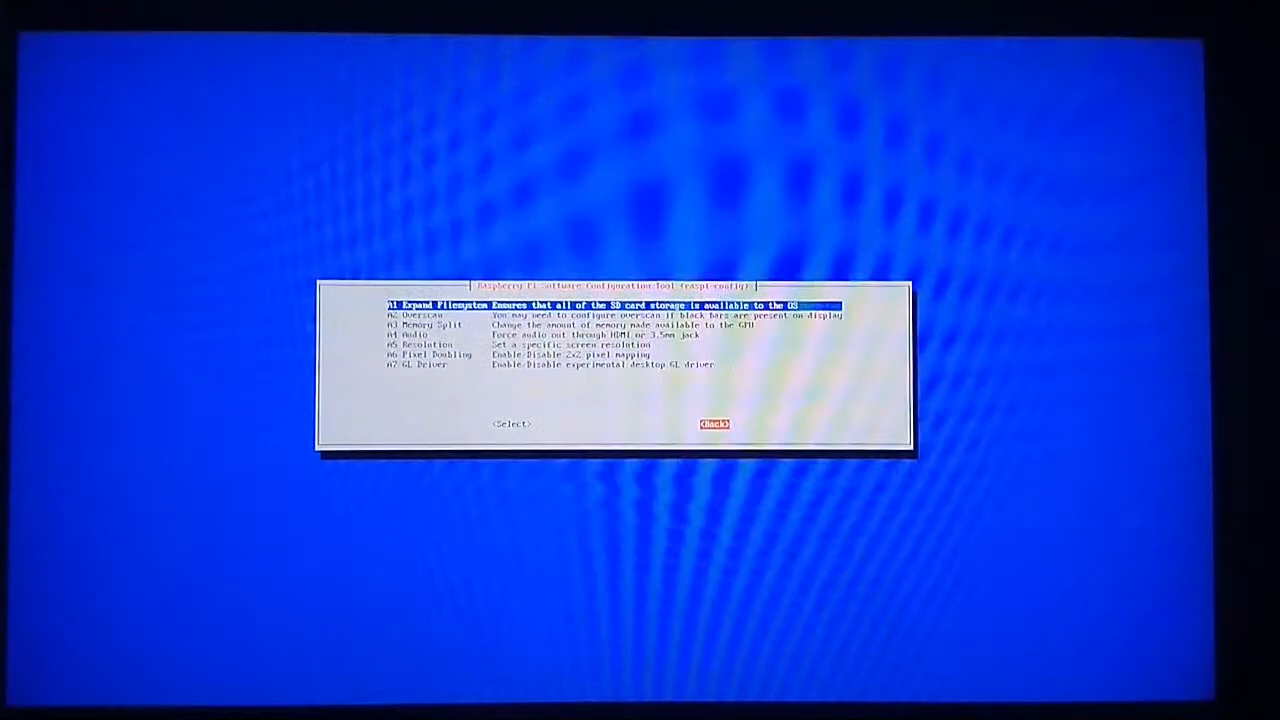 Raspberry Pi Software Configuration Tool (raspi-config)
A1 Expand Filesystem Ensures that all of the SD card storage is available to the OS
A2 Overscan You may need to configure overscan if black bars are present on display
A3 Memory Split Change the amount of memory made available to the GPU
A4 Audio Force audio out through HDMI or 3.5mm jack
A5 Resolution Set a specific screen resolution
A6 Pixel Doubling Enable/Disable 2x2 pixel mapping
A7 GL Driver Enable/Disable experimental desktop GL driver
<Select> <Back>